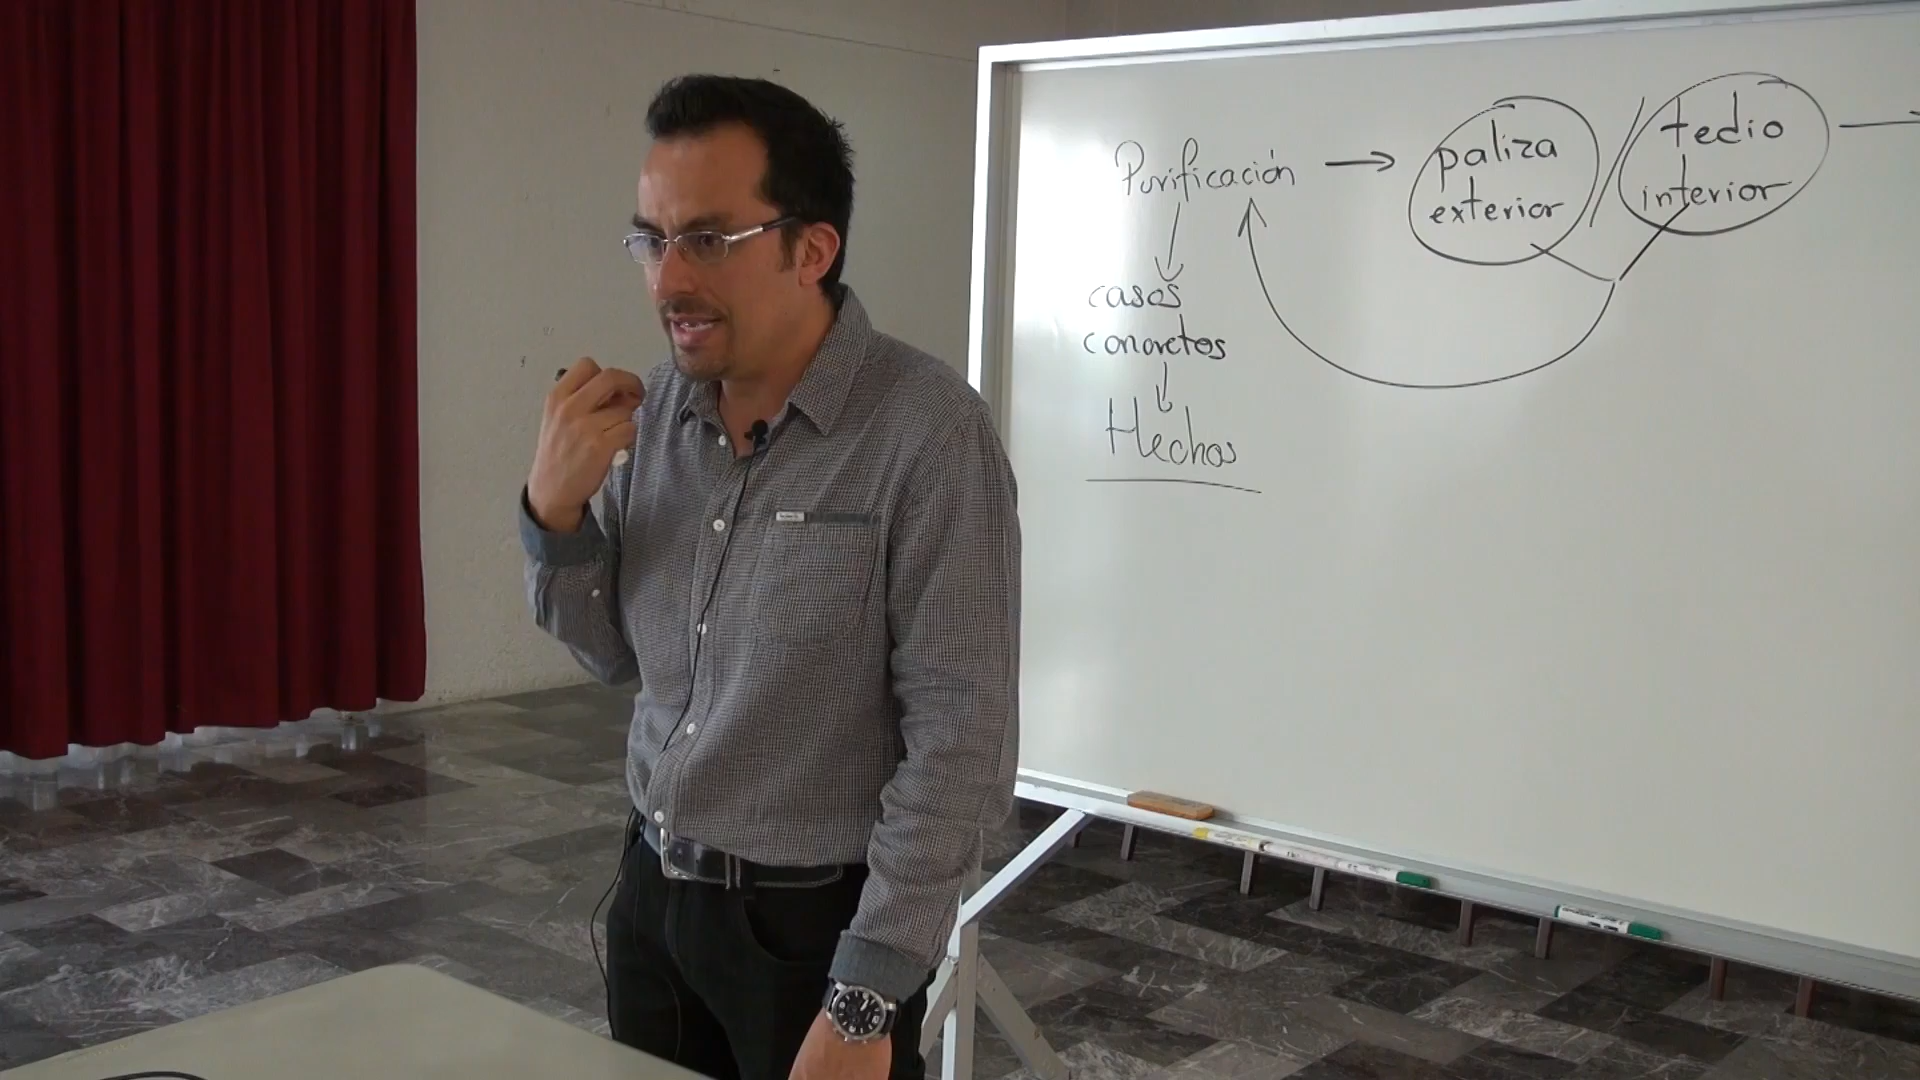 Purificación → paliza exterior / tedio interior →
casos
concretos
Hechos